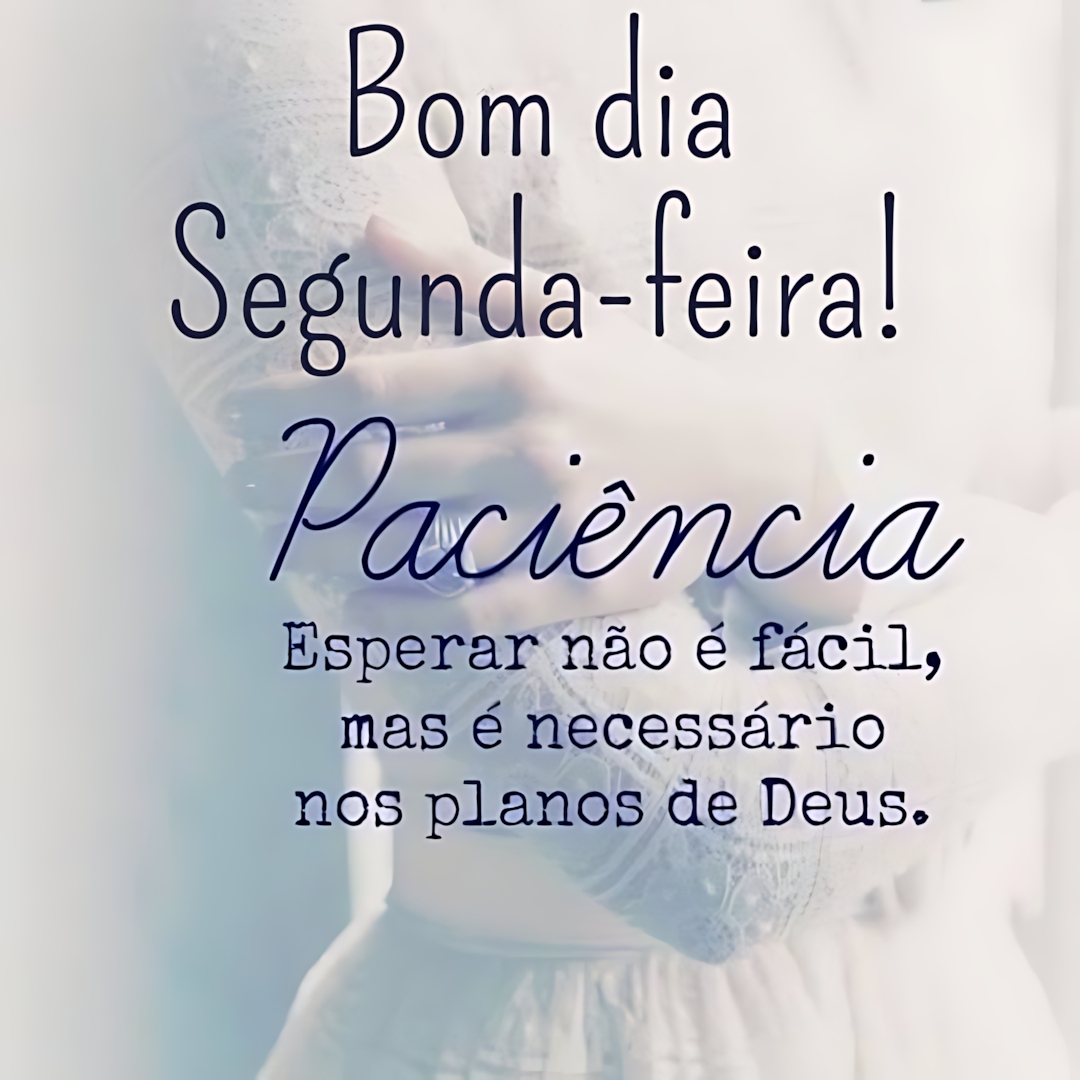 Bom dia
Segunda-feira!
Paciência
Esperar não é fácil,
mas é necessário
nos planos de Deus.